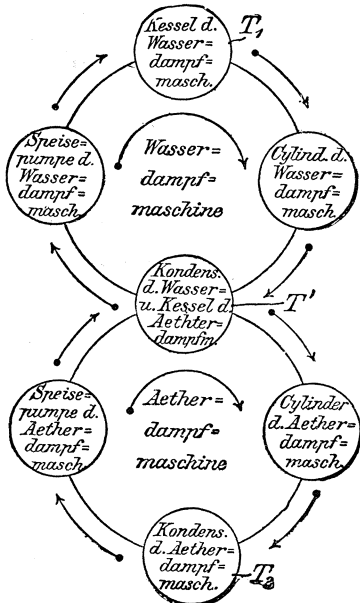 Kessel d.
Wasser=
dampf=
masch.
T₁
Speise=
pumpe d.
Wasser=
dampf=
masch.
Wasser=
dampf=
maschine
Cylind. d.
Wasser=
dampf=
masch.
Kondens.
d. Wasser=
u. Kessel d.
Aethter=
dampfm.
T'
Speise=
pumpe d.
Aether=
dampf=
masch.
Aether=
dampf=
maschine
Cylinder
d. Aether=
dampf=
masch.
Kondens.
d. Aether=
dampf=
masch.
T₂